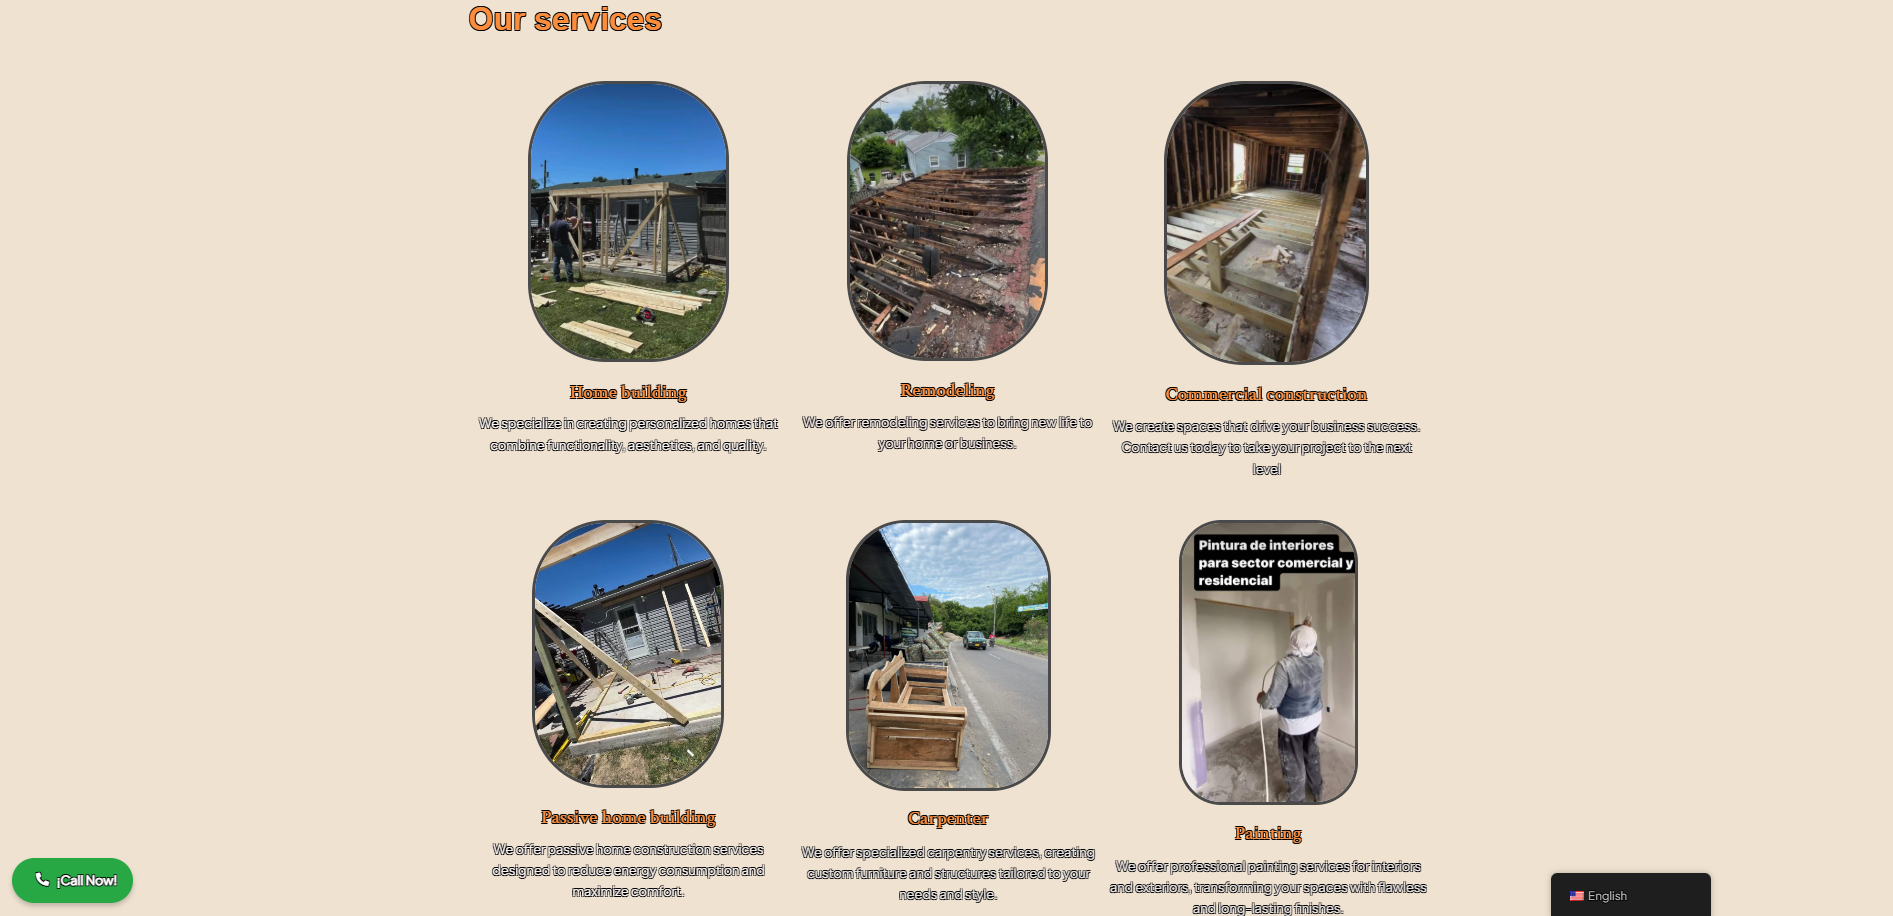 Our services
Home building
We specialize in creating personalized homes that
combine functionality, aesthetics, and quality.
Remodeling
We offer remodeling services to bring new life to
your home or business.
Commercial construction
We create spaces that drive your business success.
Contact us today to take your project to the next
level
Passive home building
We offer passive home construction services
designed to reduce energy consumption and
maximize comfort.
Carpenter
We offer specialized carpentry services, creating
custom furniture and structures tailored to your
needs and style.
Pintura de interiores
para sector comercial y
residencial
Painting
We offer professional painting services for interiors
and exteriors, transforming your spaces with flawless
and long-lasting finishes.
¡Call Now!
English